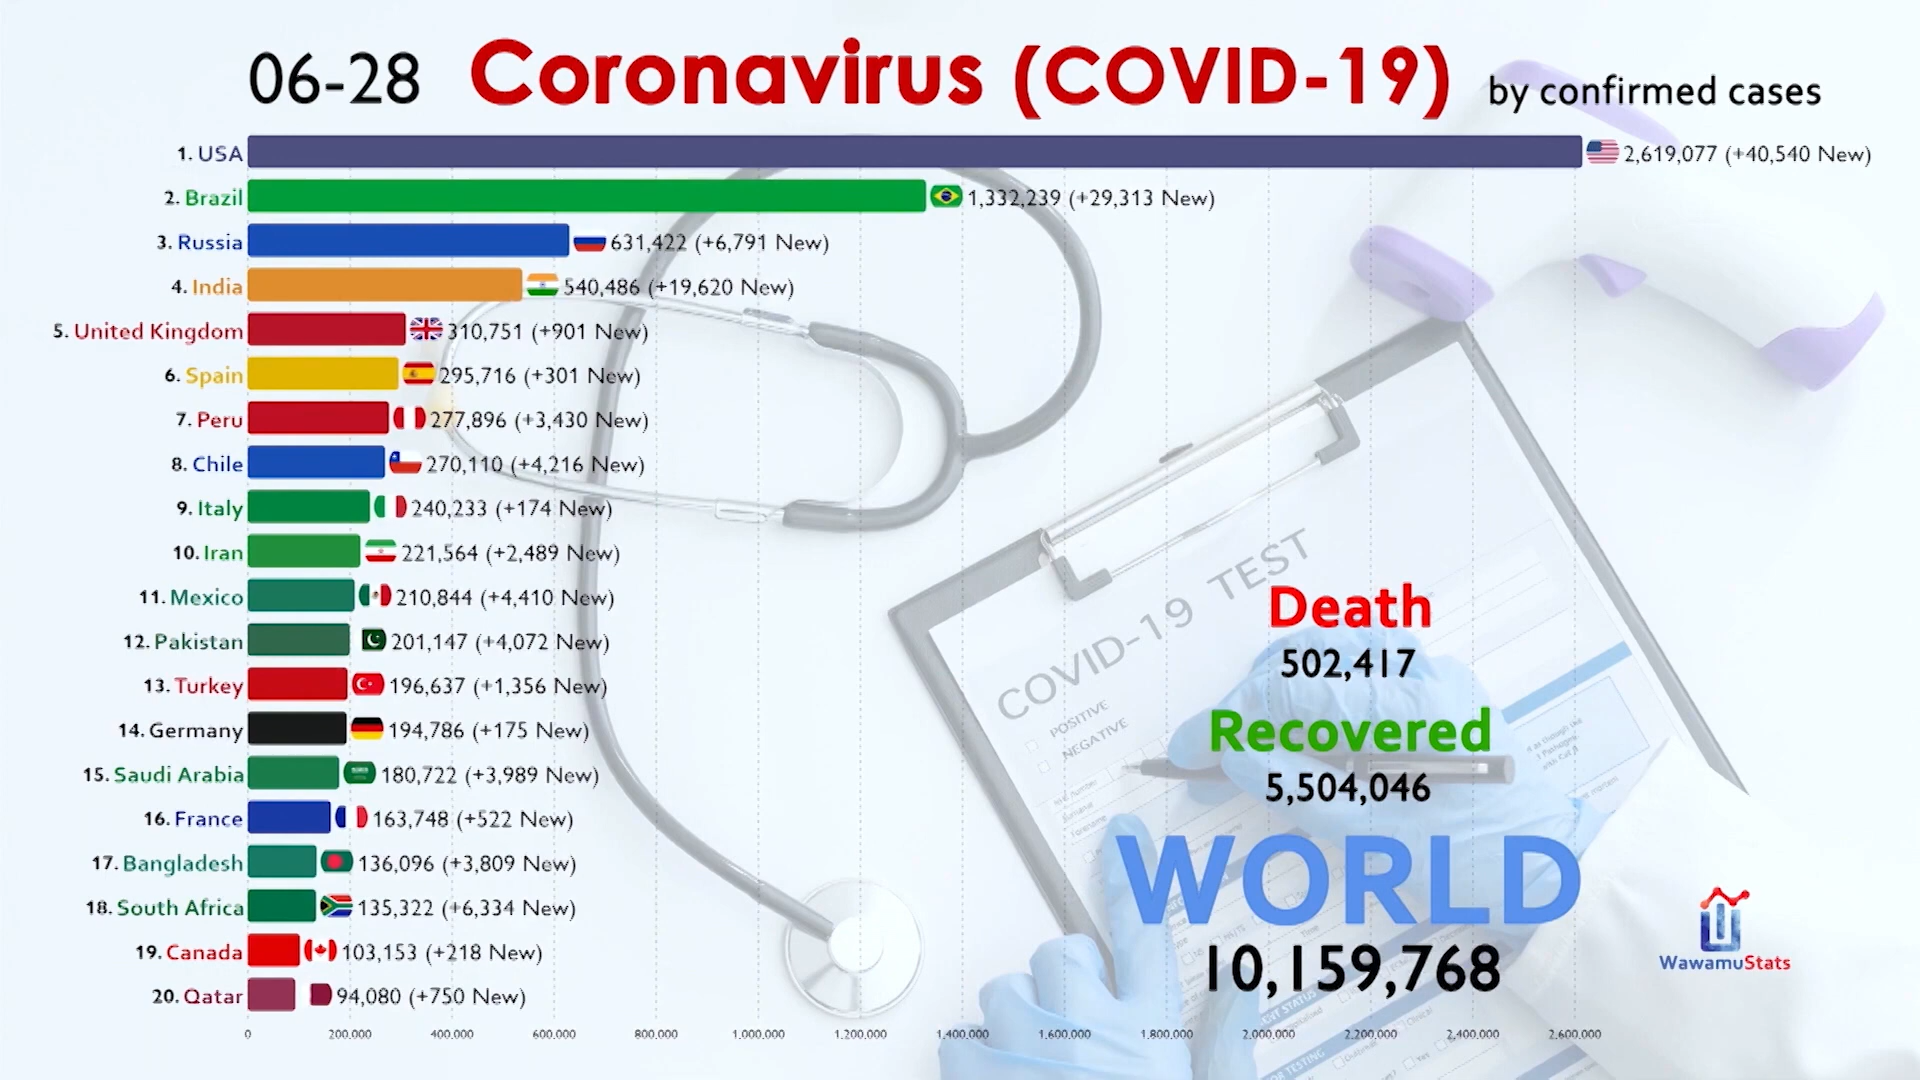 06-28 Coronavirus (COVID-19) by confirmed cases
1. USA 2,619,077 (+40,540 New)
2. Brazil 1,332,239 (+29,313 New)
3. Russia 631,422 (+6,791 New)
4. India 540,486 (+19,620 New)
5. United Kingdom 310,751 (+901 New)
6. Spain 295,716 (+301 New)
7. Peru 277,896 (+3,430 New)
8. Chile 270,110 (+4,216 New)
9. Italy 240,233 (+174 New)
10. Iran 221,564 (+2,489 New)
11. Mexico 210,844 (+4,410 New)
12. Pakistan 201,147 (+4,072 New)
13. Turkey 196,637 (+1,356 New)
14. Germany 194,786 (+175 New)
15. Saudi Arabia 180,722 (+3,989 New)
16. France 163,748 (+522 New)
17. Bangladesh 136,096 (+3,809 New)
18. South Africa 135,322 (+6,334 New)
19. Canada 103,153 (+218 New)
20. Qatar 94,080 (+750 New)
0 200,000 400,000 600,000 800,000 1,000,000 1,200,000 1,400,000 1,600,000 1,800,000 2,000,000 2,200,000 2,400,000 2,600,000
COVID-19 TEST
POSITIVE
NEGATIVE
Death
502,417
Recovered
5,504,046
WORLD
10,159,768
WawamuStats